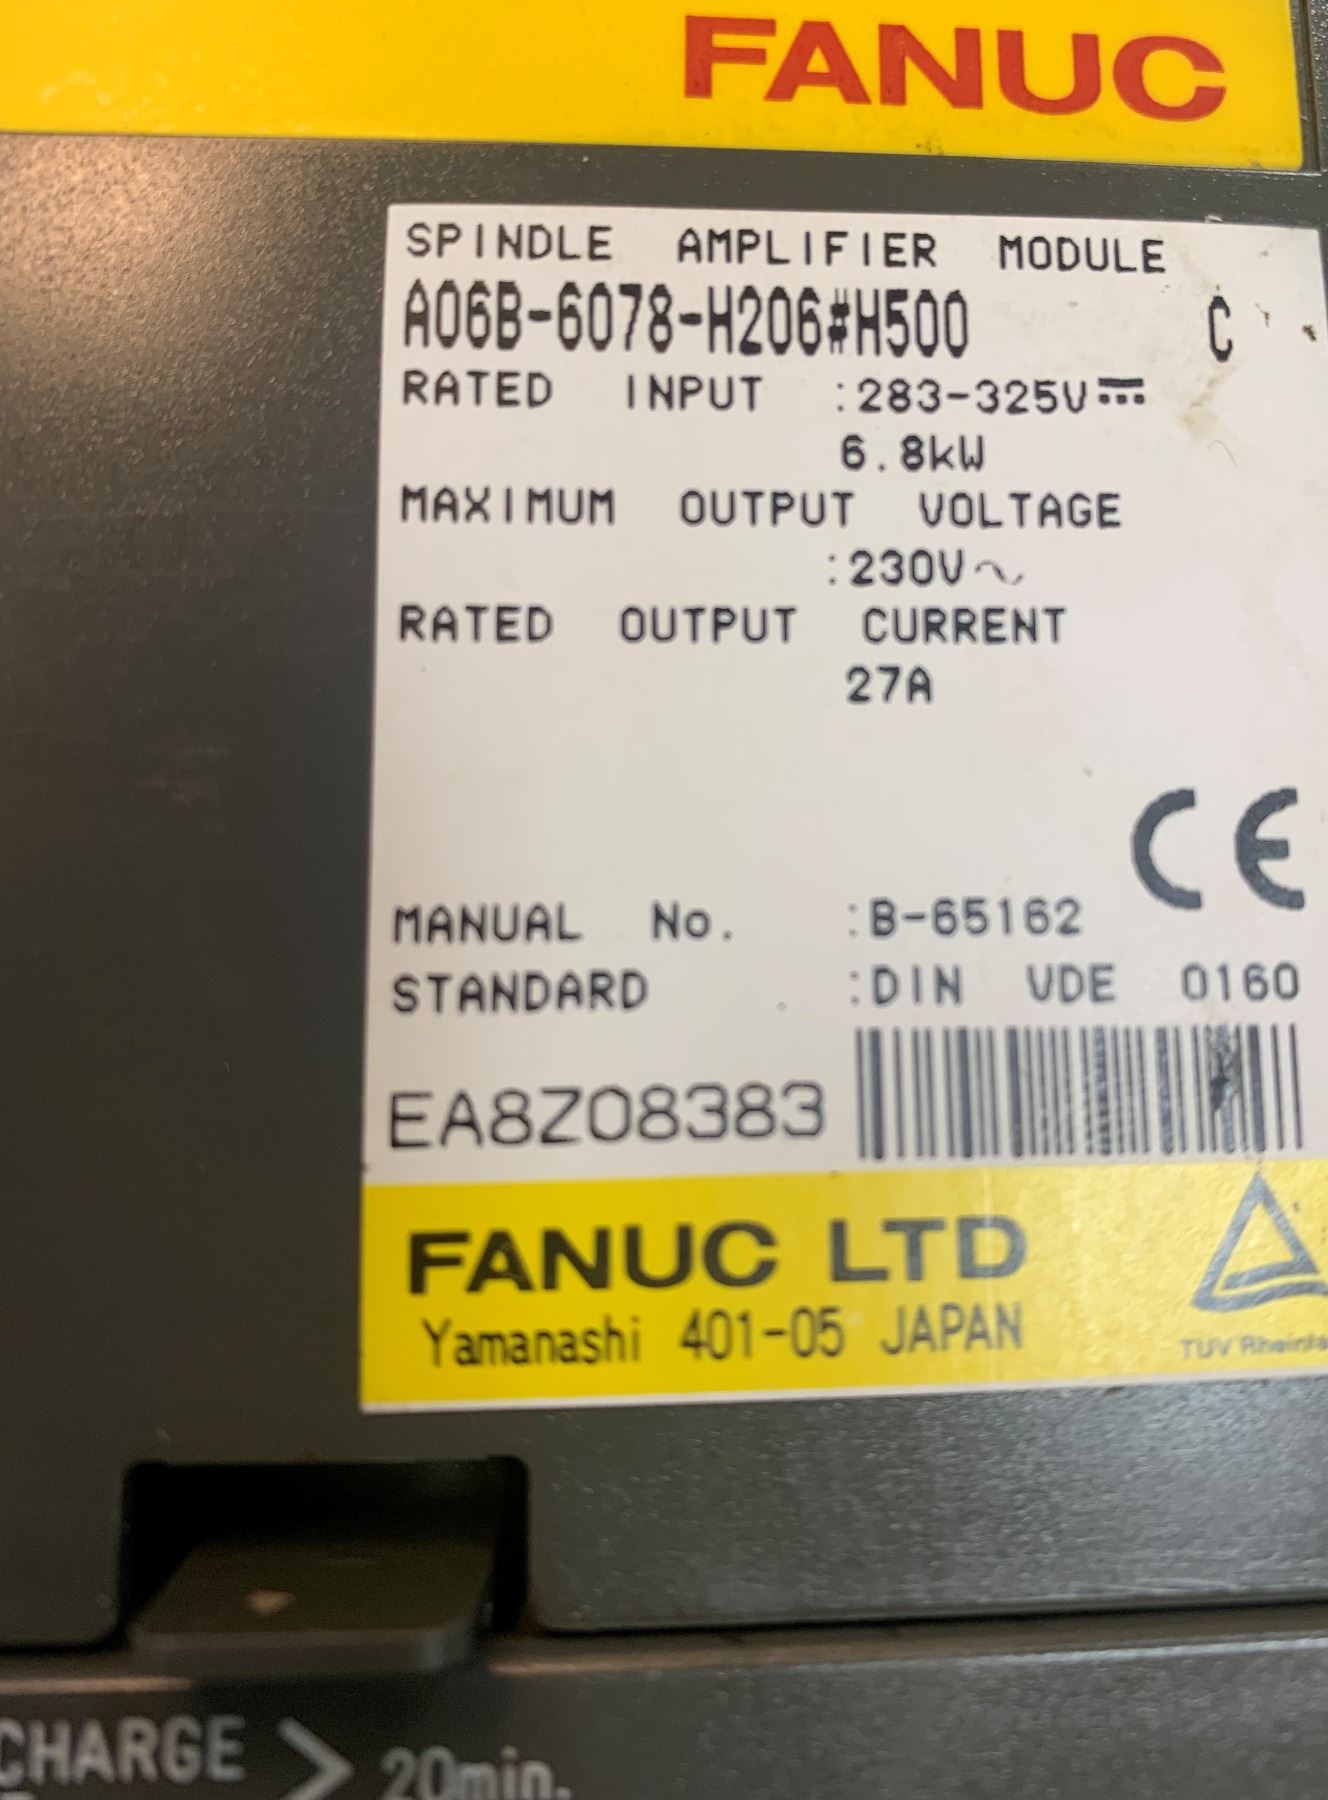 FANUC
SPINDLE AMPLIFIER MODULE
A06B-6078-H206#H500 C
RATED INPUT :283-325V⎓
6.8kW
MAXIMUM OUTPUT VOLTAGE
:230V～
RATED OUTPUT CURRENT
27A
CE
MANUAL No. :B-65162
STANDARD :DIN VDE 0160
EA8Z08383
FANUC LTD
Yamanashi 401-05 JAPAN
TUV
CHARGE > 20min.